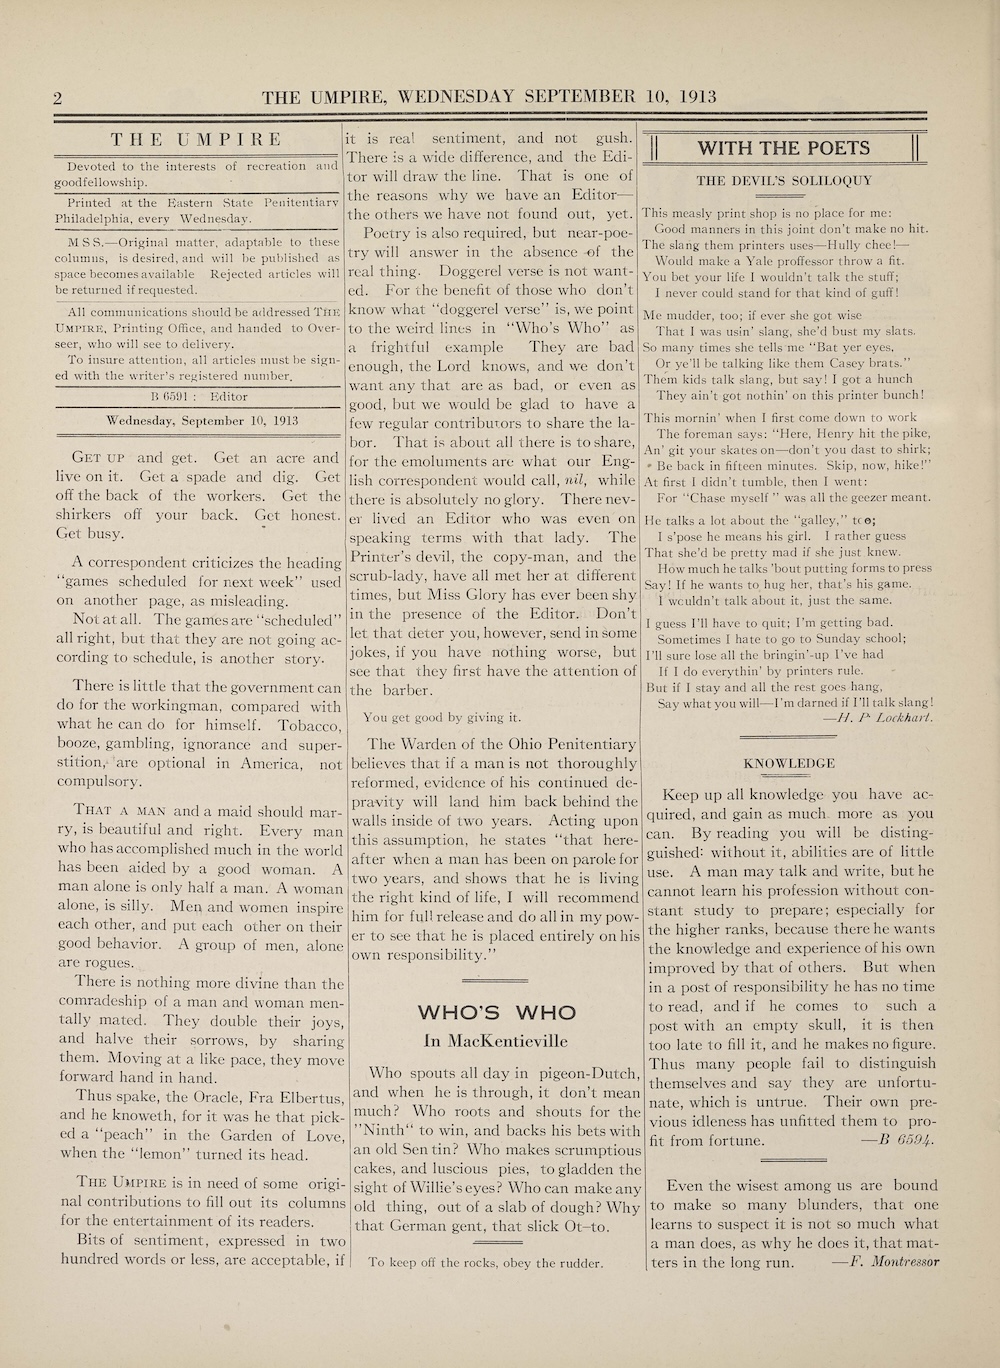 2
THE UMPIRE, WEDNESDAY SEPTEMBER 10, 1913
THE UMPIRE
Devoted to the interests of recreation and
goodfellowship.
Printed at the Eastern State Penitentiary
Philadelphia, every Wednesday.
MSS.—Original matter, adaptable to these
columns, is desired, and will be published as
space becomes available Rejected articles will
be returned if requested.
All communications should be addressed THE
UMPIRE, Printing Office, and handed to Over-
seer, who will see to delivery.
To insure attention, all articles must be sign-
ed with the writer's registered number.
B 6591 : Editor
Wednesday, September 10, 1913
GET UP and get. Get an acre and
live on it. Get a spade and dig. Get
off the back of the workers. Get the
shirkers off your back. Get honest.
Get busy.
A correspondent criticizes the heading
"games scheduled for next week" used
on another page, as misleading.
Not at all. The games are "scheduled"
all right, but that they are not going ac-
cording to schedule, is another story.
There is little that the government can
do for the workingman, compared with
what he can do for himself. Tobacco,
booze, gambling, ignorance and super-
stition, are optional in America, not
compulsory.
THAT A MAN and a maid should mar-
ry, is beautiful and right. Every man
who has accomplished much in the world
has been aided by a good woman. A
man alone is only half a man. A woman
alone, is silly. Men and women inspire
each other, and put each other on their
good behavior. A group of men, alone
are rogues.
There is nothing more divine than the
comradeship of a man and woman men-
tally mated. They double their joys,
and halve their sorrows, by sharing
them. Moving at a like pace, they move
forward hand in hand.
Thus spake, the Oracle, Fra Elbertus,
and he knoweth, for it was he that pick-
ed a "peach" in the Garden of Love,
when the "lemon" turned its head.
THE UMPIRE is in need of some origi-
nal contributions to fill out its columns
for the entertainment of its readers.
Bits of sentiment, expressed in two
hundred words or less, are acceptable, if
it is real sentiment, and not gush.
There is a wide difference, and the Edi-
tor will draw the line. That is one of
the reasons why we have an Editor—
the others we have not found out, yet.
Poetry is also required, but near-poe-
try will answer in the absence of the
real thing. Doggerel verse is not want-
ed. For the benefit of those who don't
know what "doggerel verse" is, we point
to the weird lines in "Who's Who" as
a frightful example They are bad
enough, the Lord knows, and we don't
want any that are as bad, or even as
good, but we would be glad to have a
few regular contributors to share the la-
bor. That is about all there is to share,
for the emoluments are what our Eng-
lish correspondent would call, nil, while
there is absolutely no glory. There nev-
er lived an Editor who was even on
speaking terms with that lady. The
Printer's devil, the copy-man, and the
scrub-lady, have all met her at different
times, but Miss Glory has ever been shy
in the presence of the Editor. Don't
let that deter you, however, send in some
jokes, if you have nothing worse, but
see that they first have the attention of
the barber.
You get good by giving it.
The Warden of the Ohio Penitentiary
believes that if a man is not thoroughly
reformed, evidence of his continued de-
pravity will land him back behind the
walls inside of two years. Acting upon
this assumption, he states "that here-
after when a man has been on parole for
two years, and shows that he is living
the right kind of life, I will recommend
him for full release and do all in my pow-
er to see that he is placed entirely on his
own responsibility."
WHO'S WHO
In MacKentieville
Who spouts all day in pigeon-Dutch,
and when he is through, it don't mean
much? Who roots and shouts for the
"Ninth" to win, and backs his bets with
an old Sen tin? Who makes scrumptious
cakes, and luscious pies, to gladden the
sight of Willie's eyes? Who can make any
old thing, out of a slab of dough? Why
that German gent, that slick Ot-to.
To keep off the rocks, obey the rudder.
WITH THE POETS
THE DEVIL'S SOLILOQUY
This measly print shop is no place for me:
Good manners in this joint don't make no hit.
The slang them printers uses—Hully chee!—
Would make a Yale proffessor throw a fit.
You bet your life I wouldn't talk the stuff;
I never could stand for that kind of guff!
Me mudder, too; if ever she got wise
That I was usin' slang, she'd bust my slats.
So many times she tells me "Bat yer eyes,
Or ye'll be talking like them Casey brats."
Them kids talk slang, but say! I got a hunch
They ain't got nothin' on this printer bunch!
This mornin' when I first come down to work
The foreman says: "Here, Henry hit the pike,
An' git your skates on—don't you dast to shirk;
Be back in fifteen minutes. Skip, now, hike!"
At first I didn't tumble, then I went:
For "Chase myself" was all the geezer meant.
He talks a lot about the "galley," too;
I s'pose he means his girl. I rather guess
That she'd be pretty mad if she just knew.
How much he talks 'bout putting forms to press
Say! If he wants to hug her, that's his game.
I wouldn't talk about it, just the same.
I guess I'll have to quit; I'm getting bad.
Sometimes I hate to go to Sunday school;
I'll sure lose all the bringin'-up I've had
If I do everythin' by printers rule.
But if I stay and all the rest goes hang,
Say what you will—I'm darned if I'll talk slang!
—H. P. Lockhart.
KNOWLEDGE
Keep up all knowledge you have ac-
quired, and gain as much more as you
can. By reading you will be disting-
guished: without it, abilities are of little
use. A man may talk and write, but he
cannot learn his profession without con-
stant study to prepare; especially for
the higher ranks, because there he wants
the knowledge and experience of his own
improved by that of others. But when
in a post of responsibility he has no time
to read, and if he comes to such a
post with an empty skull, it is then
too late to fill it, and he makes no figure.
Thus many people fail to distinguish
themselves and say they are unfortu-
nate, which is untrue. Their own pre-
vious idleness has unfitted them to pro-
fit from fortune. —B 6594.
Even the wisest among us are bound
to make so many blunders, that one
learns to suspect it is not so much what
a man does, as why he does it, that mat-
ters in the long run. —F. Montressor